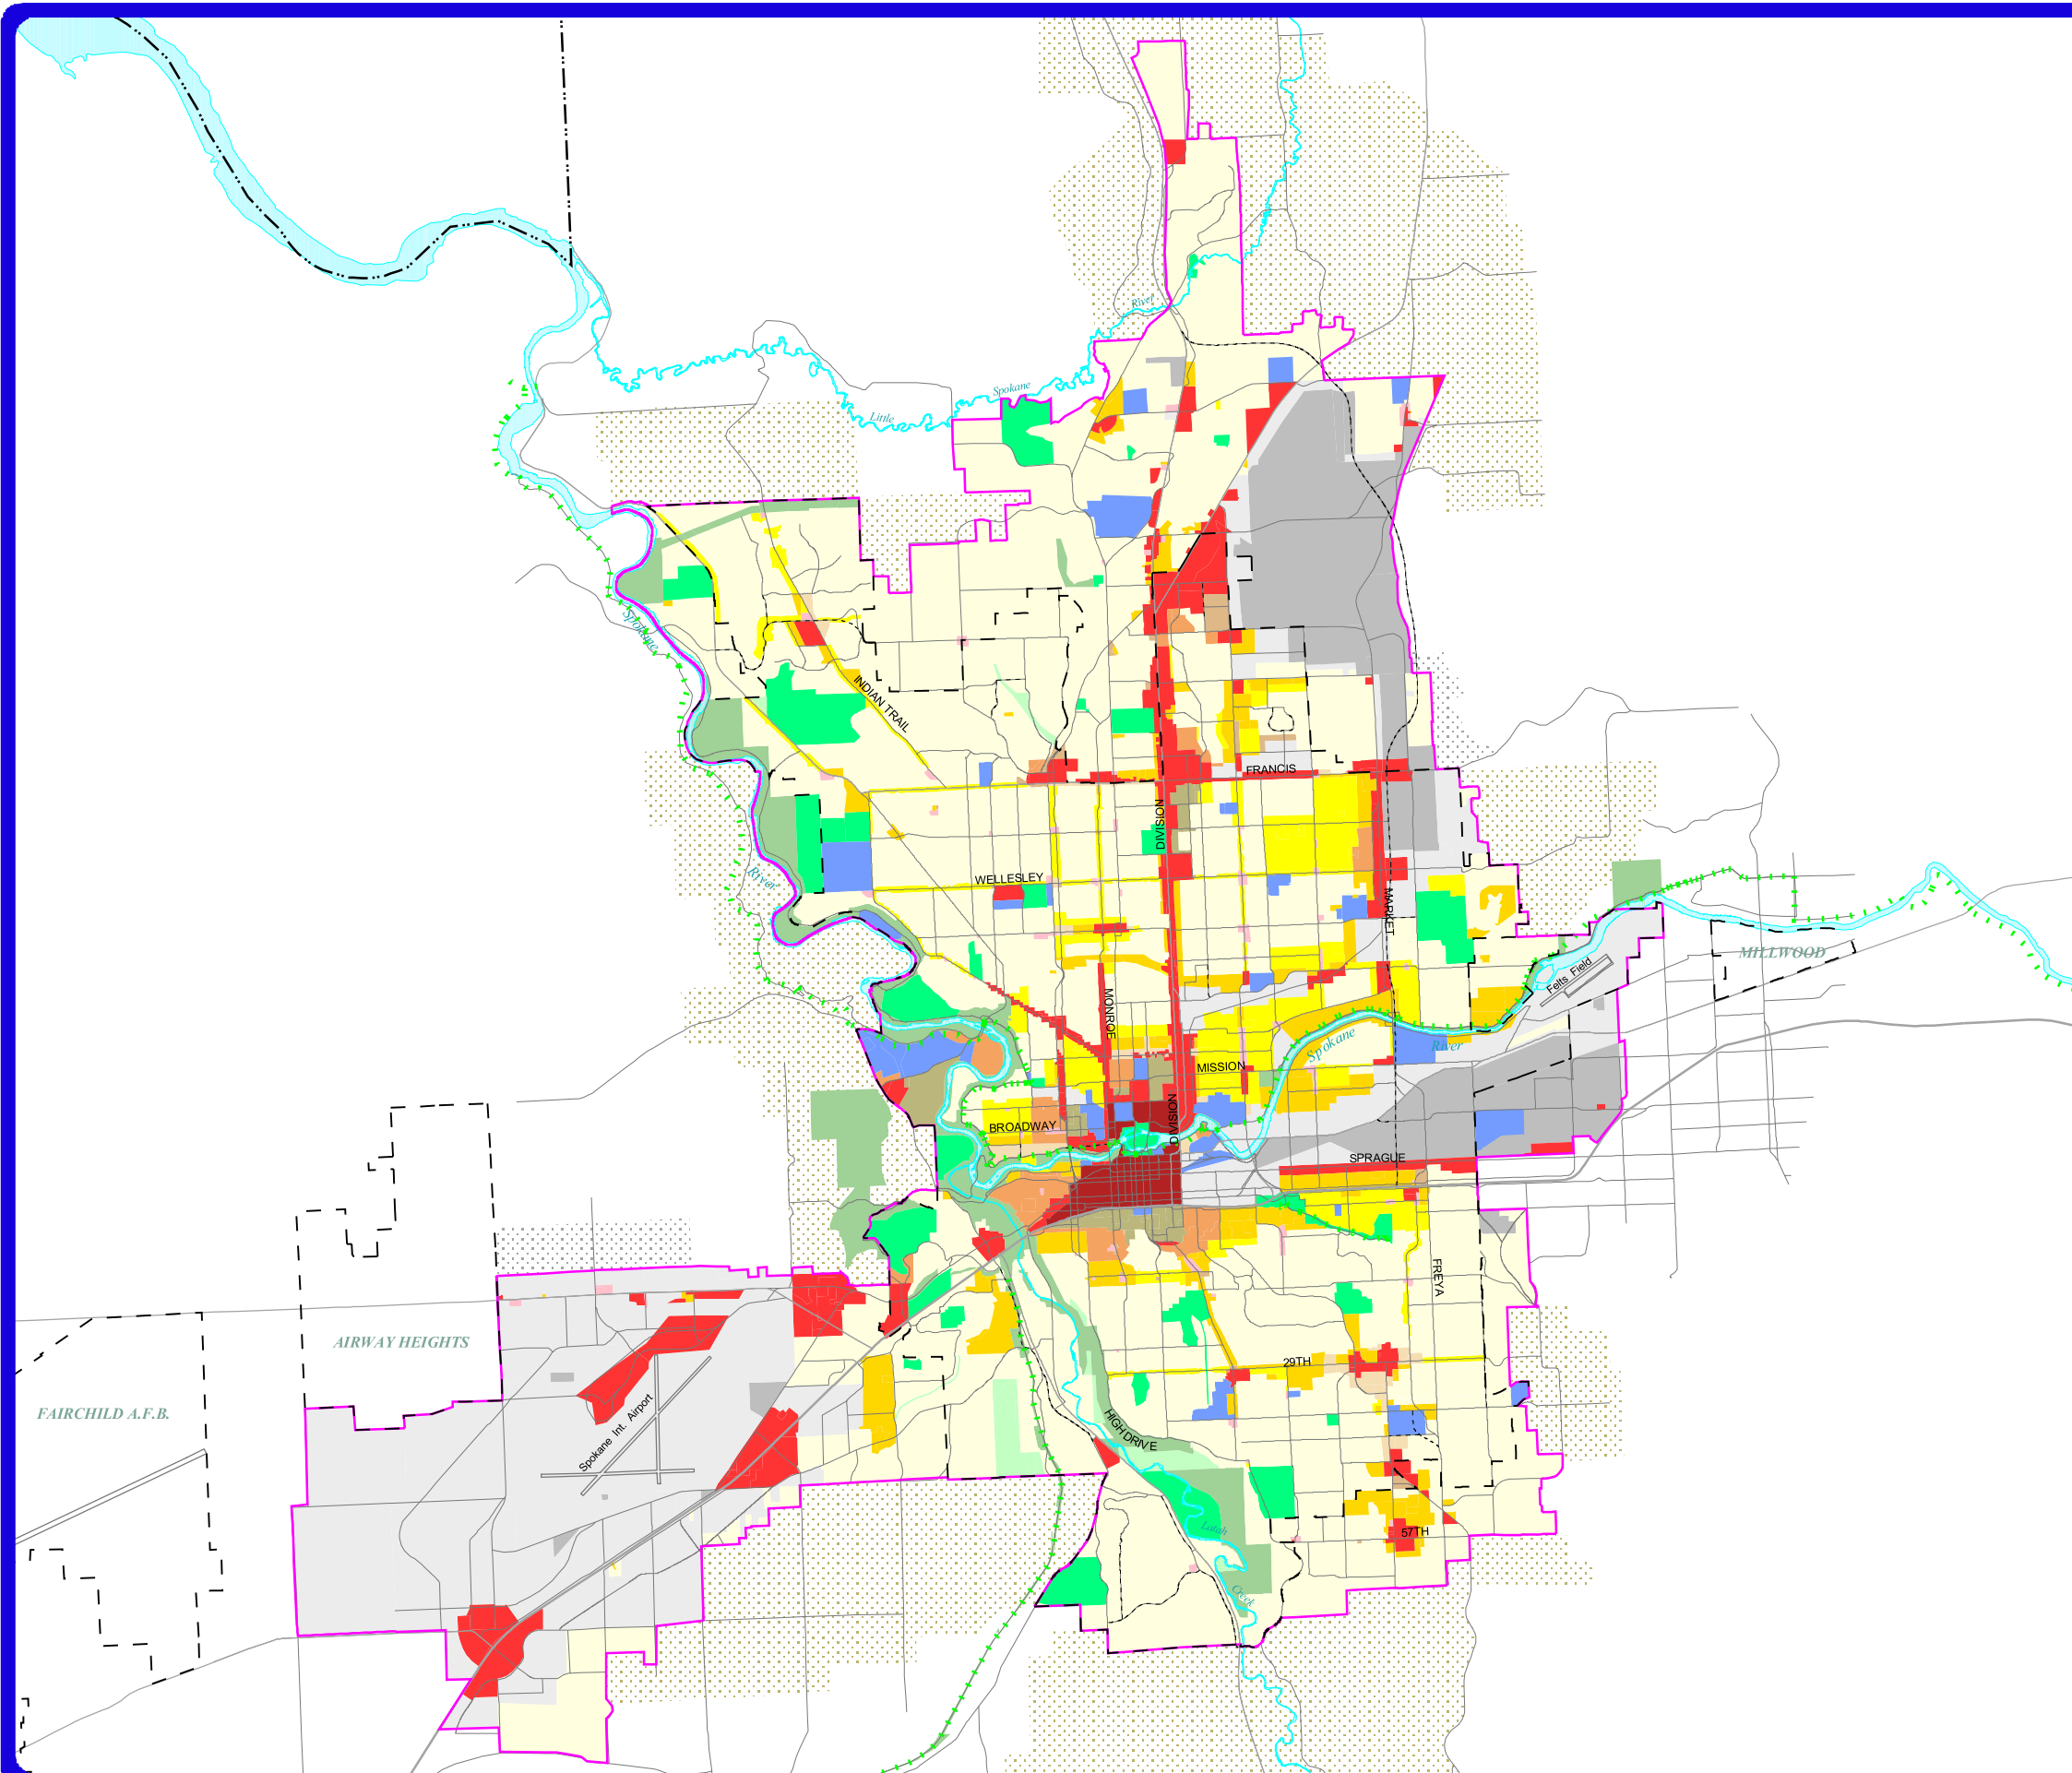 River
Spokane
Little
Spokane
INDIAN TRAIL
FRANCIS
DIVISION
River
WELLESLEY
MARKET
MILLWOOD
Felts Field
MONROE
Spokane
River
MISSION
DIVISION
BROADWAY
SPRAGUE
FREYA
AIRWAY HEIGHTS
29TH
FAIRCHILD A.F.B.
Spokane Int. Airport
HIGH DRIVE
Latah
57TH
Creek